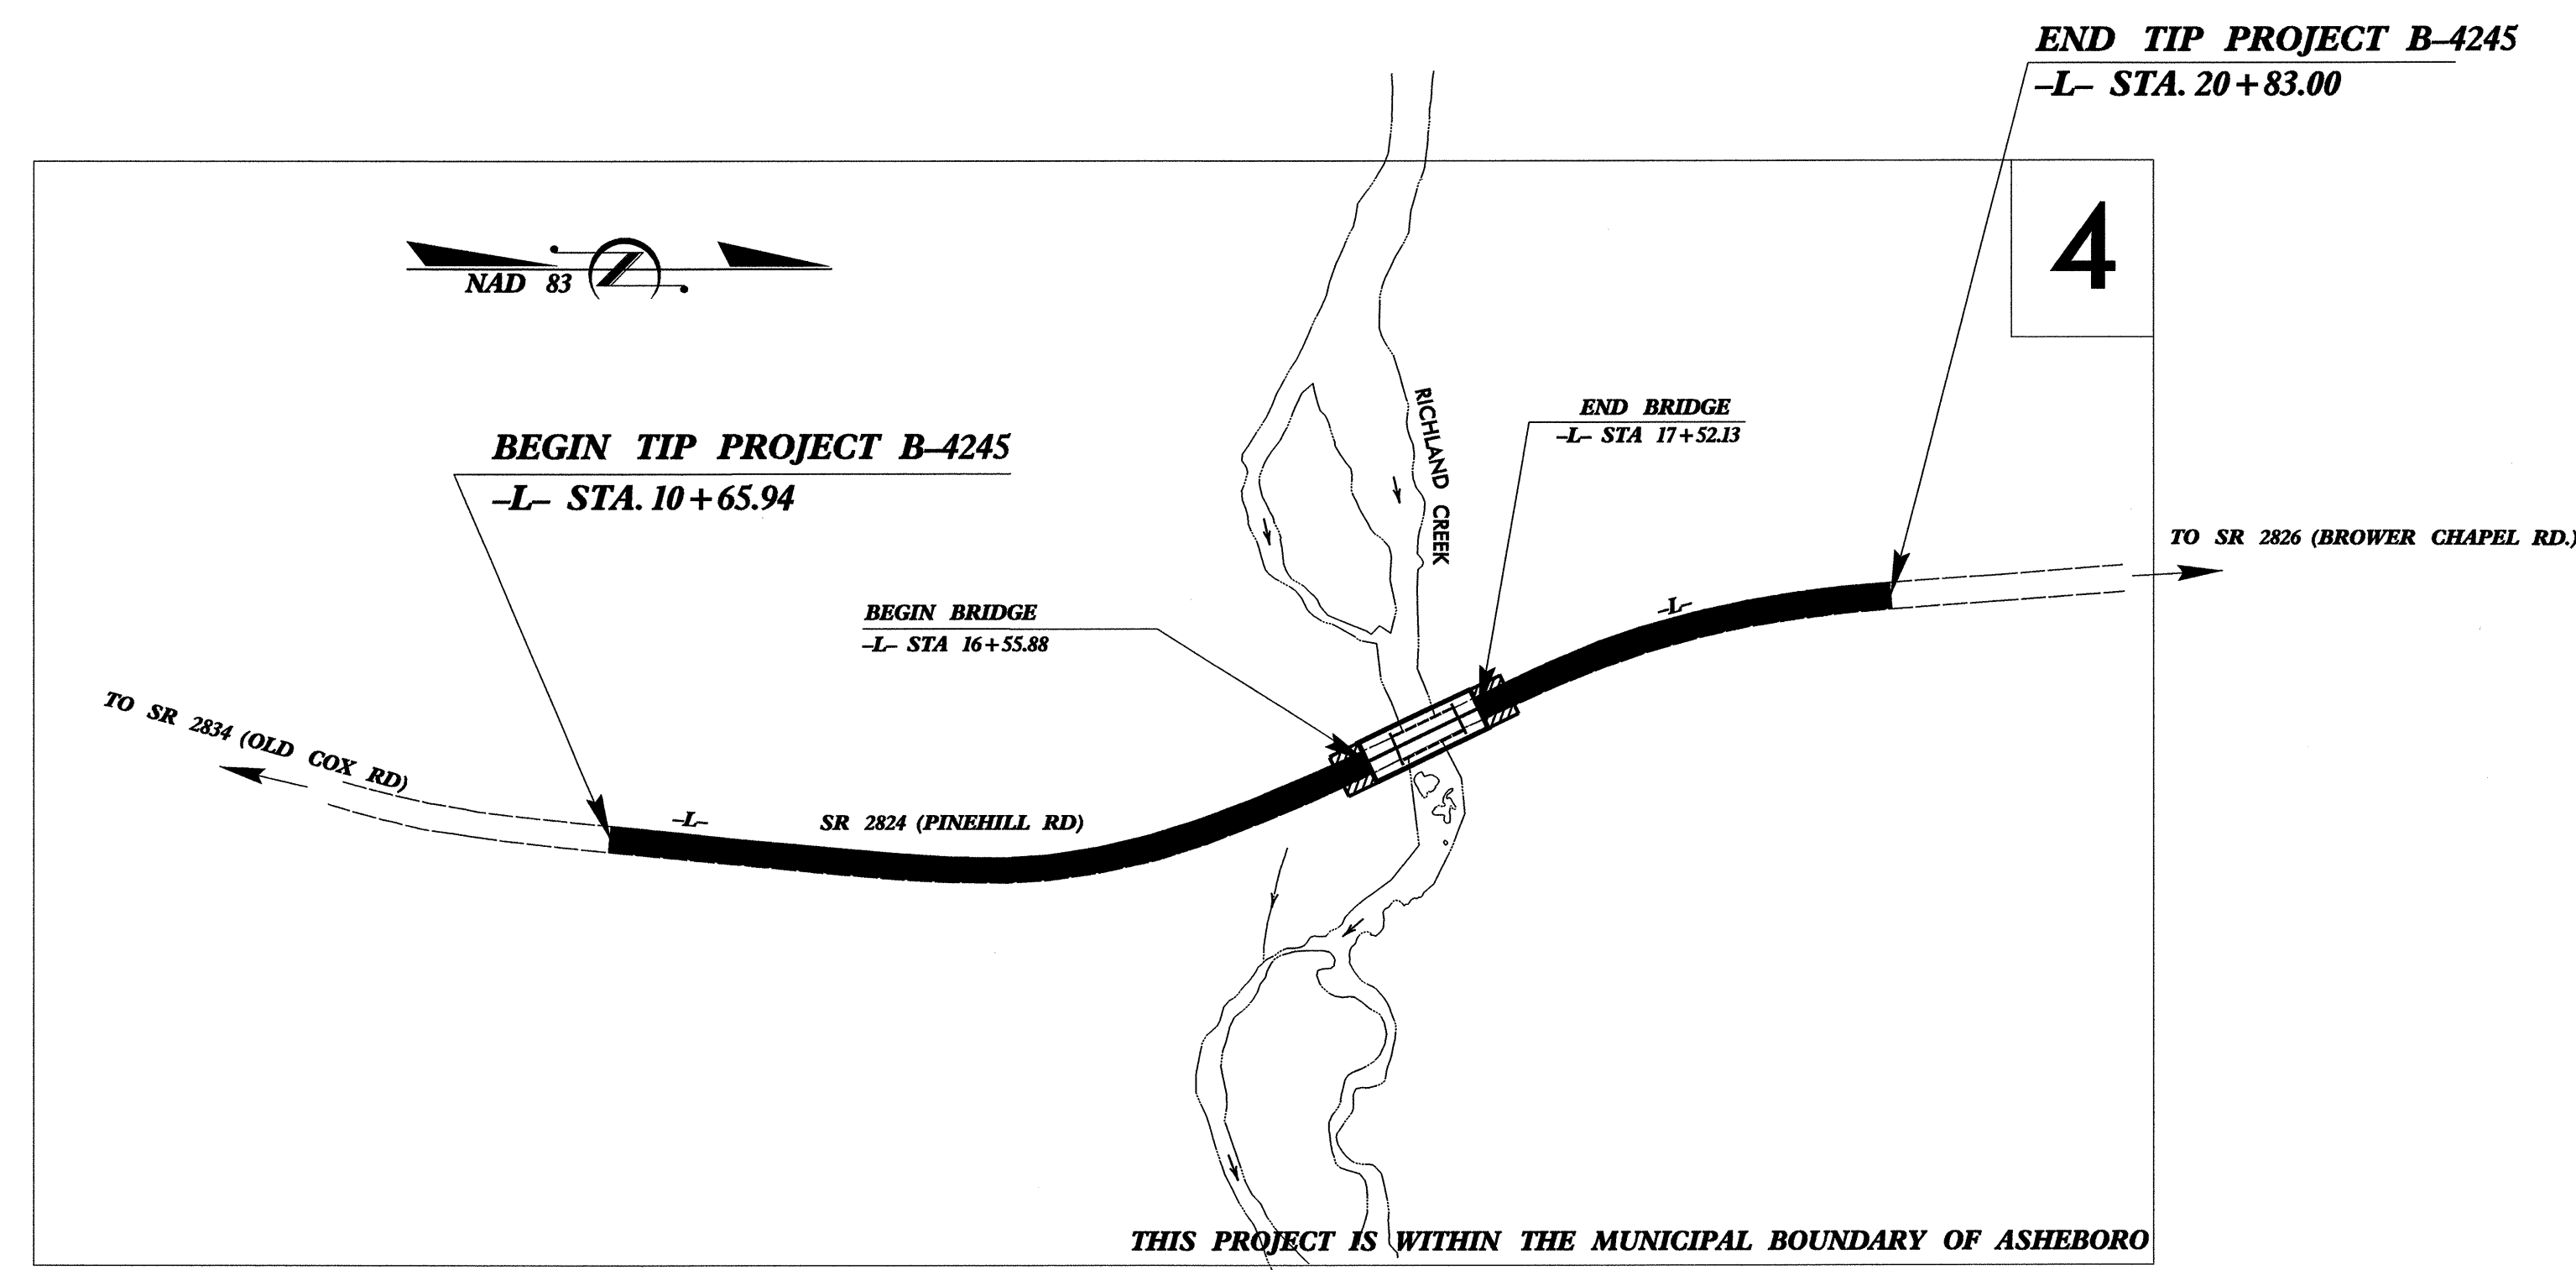 END TIP PROJECT B–4245
–L– STA. 20+83.00
4
NAD 83
Z
RICHLAND CREEK
END BRIDGE
–L– STA 17+52.13
BEGIN TIP PROJECT B–4245
–L– STA. 10+65.94
TO SR 2826 (BROWER CHAPEL RD.)
BEGIN BRIDGE
–L– STA 16+55.88
–L–
TO SR 2834 (OLD COX RD)
–L–
SR 2824 (PINEHILL RD)
THIS PROJECT IS WITHIN THE MUNICIPAL BOUNDARY OF ASHEBORO